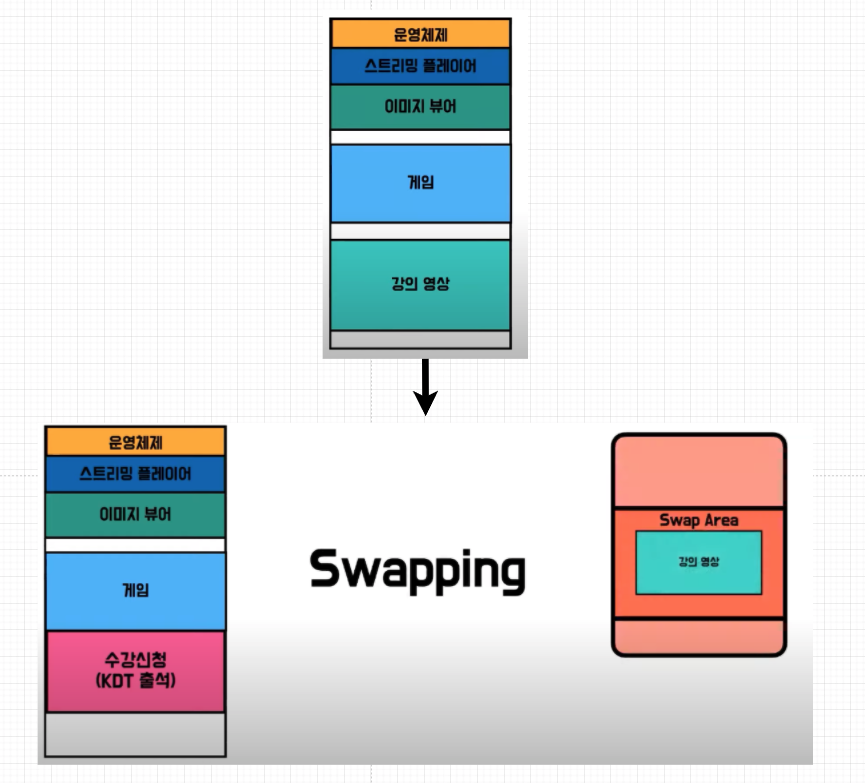 운영체제
스트리밍 플레이어
이미지 뷰어
게임
강의 영상
운영체제
스트리밍 플레이어
이미지 뷰어
게임
수강신청
(KDT 출석)
Swapping
Swap Area
강의 영상